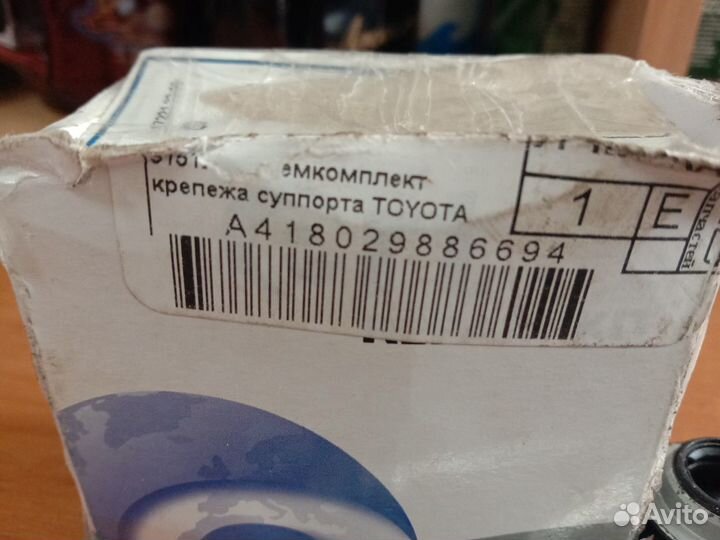 емкомплект
крепежа суппорта TOYOTA
A418029886694
1 E
Avito